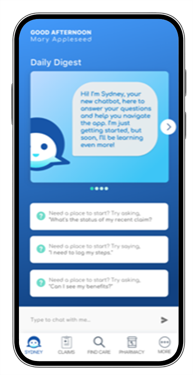 GOOD AFTERNOON
Mary Appleseed
Daily Digest
Hi! I'm Sydney, your
new chatbot, here to
answer your questions
and help you navigate
the app. I'm just
getting started, but
soon, I'll be learning
even more!
Need a place to start? Try asking,
"What's the status of my recent claim?
Need a place to start? Try saying,
"I need to log my steps."
Need a place to start? Try asking,
"Can I see my benefits?"
Type to chat with me...
SYDNEY
CLAIMS
FIND CARE
PHARMACY
MORE